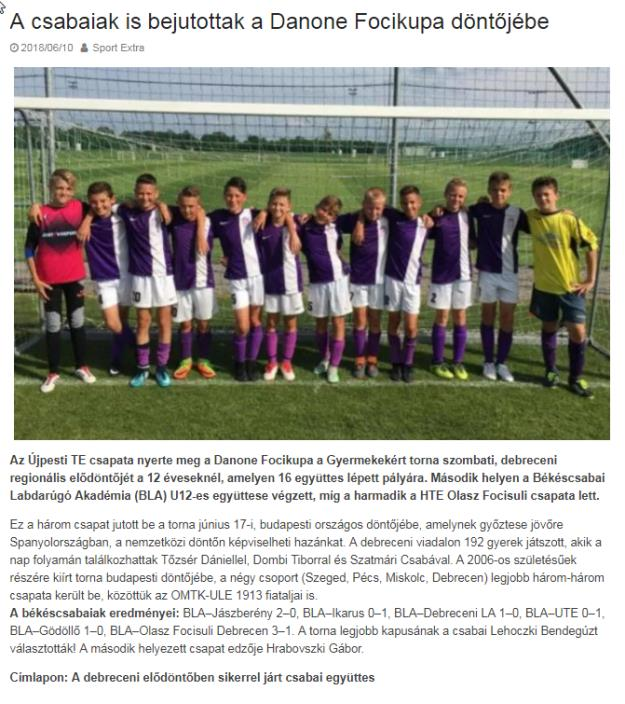 A csabaiak is bejutottak a Danone Focikupa döntőjébe
2018/06/10 Sport Extra
Az Újpesti TE csapata nyerte meg a Danone Focikupa a Gyermekekért torna szombati, debreceni
regionális elődöntőjét a 12 éveseknél, amelyen 16 együttes lépett pályára. Második helyen a Békéscsabai
Labdarúgó Akadémia (BLA) U12-es együttese végzett, míg a harmadik a HTE Olasz Focisuli csapata lett.
Ez a három csapat jutott be a torna június 17-i, budapesti országos döntőjébe, amelynek győztese jövőre
Spanyolországban, a nemzetközi döntőn képviselheti hazánkat. A debreceni viadalon 192 gyerek játszott, akik a
nap folyamán találkozhattak Tőzsér Dániellel, Dombi Tiborral és Szatmári Csabával. A 2006-os születésűek
részére kiírt torna budapesti döntőjébe, a négy csoport (Szeged, Pécs, Miskolc, Debrecen) legjobb három-három
csapata került be, közöttük az OMTK-ULE 1913 fiataljai is.
A békéscsabaiak eredményei: BLA–Jászberény 2–0, BLA–Ikarus 0–1, BLA–Debreceni LA 1–0, BLA–UTE 0–1,
BLA–Gödöllő 1–0, BLA–Olasz Focisuli Debrecen 3–1. A torna legjobb kapusának a csabai Lehoczki Bendegúzt
választották! A második helyezett csapat edzője Hrabovszki Gábor.
Címlapon: A debreceni elődöntőben sikerrel járt csabai együttes